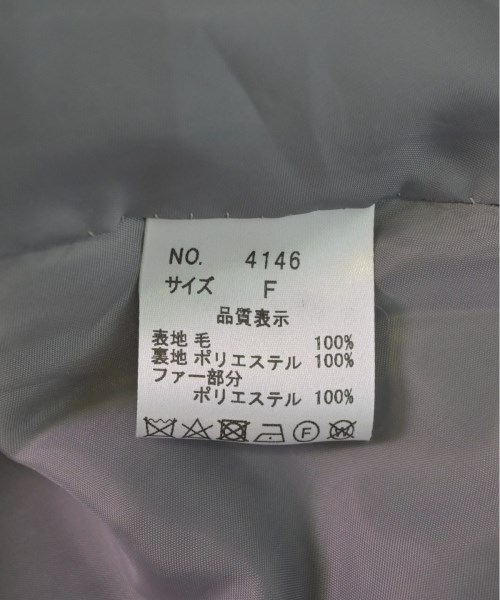 NO. 4146
サイズ F
品質表示
表地 毛 100%
裏地 ポリエステル 100%
ファー部分
ポリエステル 100%
F W